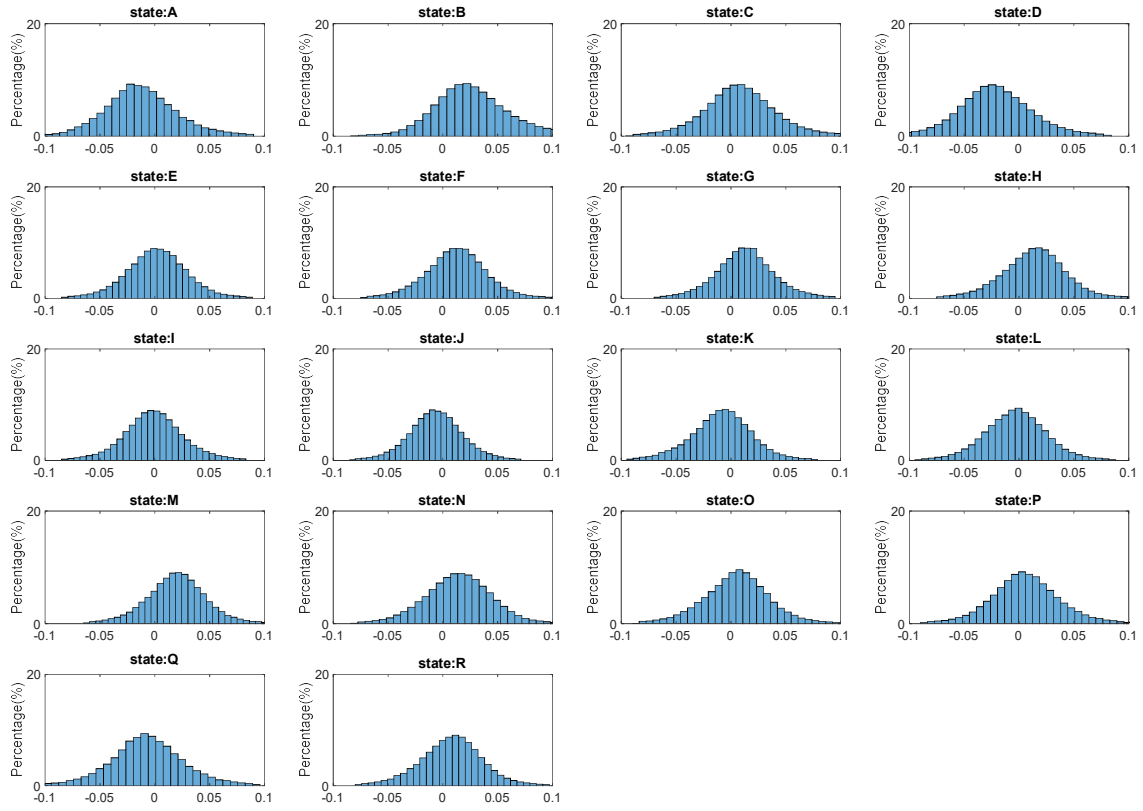 state:A
20
Percentage(%)
0
-0.1 -0.05 0 0.05 0.1
state:B
20
Percentage(%)
0
-0.1 -0.05 0 0.05 0.1
state:C
20
Percentage(%)
0
-0.1 -0.05 0 0.05 0.1
state:D
20
Percentage(%)
0
-0.1 -0.05 0 0.05 0.1
state:E
20
Percentage(%)
0
-0.1 -0.05 0 0.05 0.1
state:F
20
Percentage(%)
0
-0.1 -0.05 0 0.05 0.1
state:G
20
Percentage(%)
0
-0.1 -0.05 0 0.05 0.1
state:H
20
Percentage(%)
0
-0.1 -0.05 0 0.05 0.1
state:I
20
Percentage(%)
0
-0.1 -0.05 0 0.05 0.1
state:J
20
Percentage(%)
0
-0.1 -0.05 0 0.05 0.1
state:K
20
Percentage(%)
0
-0.1 -0.05 0 0.05 0.1
state:L
20
Percentage(%)
0
-0.1 -0.05 0 0.05 0.1
state:M
20
Percentage(%)
0
-0.1 -0.05 0 0.05 0.1
state:N
20
Percentage(%)
0
-0.1 -0.05 0 0.05 0.1
state:O
20
Percentage(%)
0
-0.1 -0.05 0 0.05 0.1
state:P
20
Percentage(%)
0
-0.1 -0.05 0 0.05 0.1
state:Q
20
Percentage(%)
0
-0.1 -0.05 0 0.05 0.1
state:R
20
Percentage(%)
0
-0.1 -0.05 0 0.05 0.1